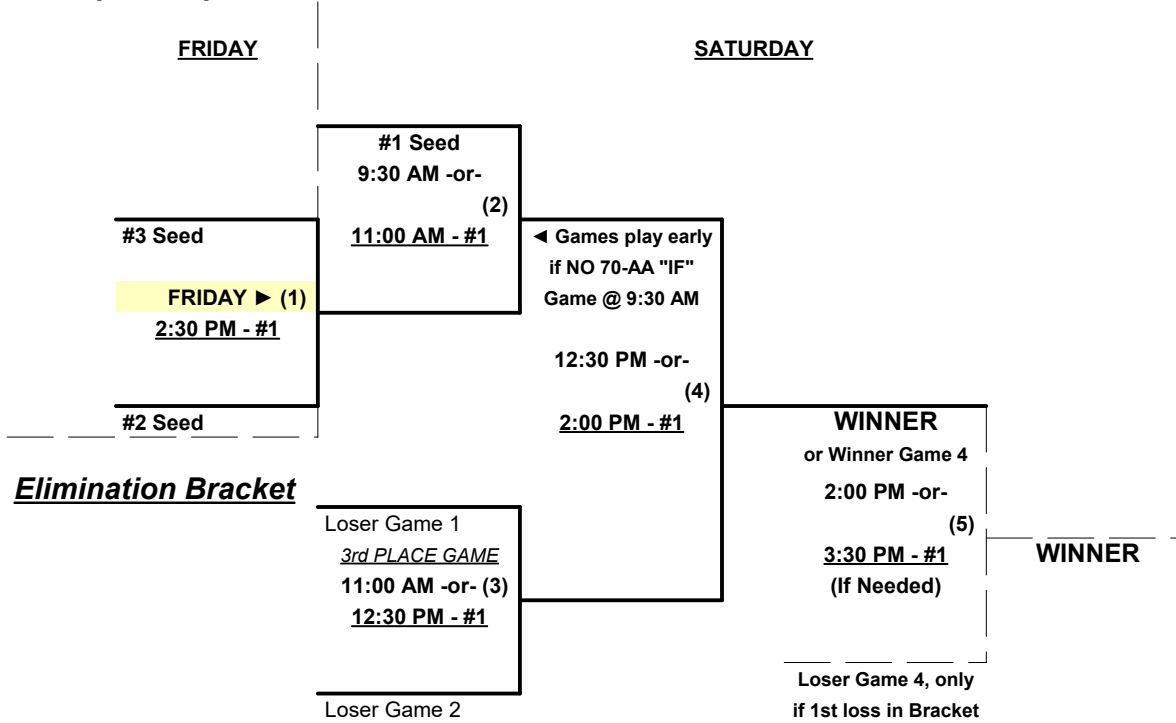 FRIDAY
SATURDAY
#1 Seed
9:30 AM -or-
(2)
11:00 AM - #1
#3 Seed
FRIDAY ► (1)
2:30 PM - #1
#2 Seed
◄ Games play early
if NO 70-AA "IF"
Game @ 9:30 AM
12:30 PM -or-
(4)
2:00 PM - #1
WINNER
or Winner Game 4
2:00 PM -or-
(5)
3:30 PM - #1
(If Needed)
WINNER
Elimination Bracket
Loser Game 1
3rd PLACE GAME
11:00 AM -or- (3)
12:30 PM - #1
Loser Game 2
Loser Game 4, only
if 1st loss in Bracket